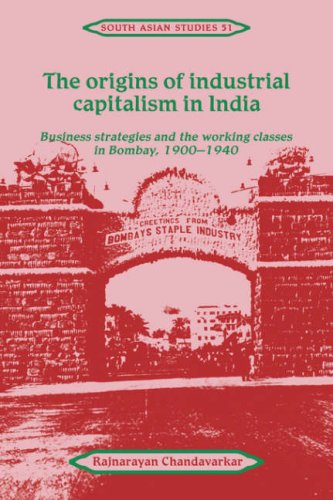 SOUTH ASIAN STUDIES 51
The origins of industrial
capitalism in India
Business strategies and the working classes
in Bombay, 1900–1940
GREETINGS FROM
BOMBAYS STAPLE INDUSTRY
Rajnarayan Chandavarkar